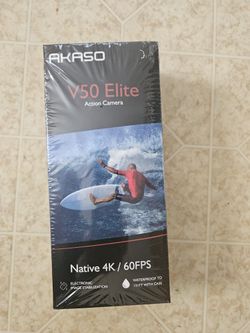 AKASO
V50 Elite
Action Camera
Native 4K / 60FPS
ELECTRONIC
IMAGE STABILIZATION
WATERPROOF TO
131FT WITH CASE